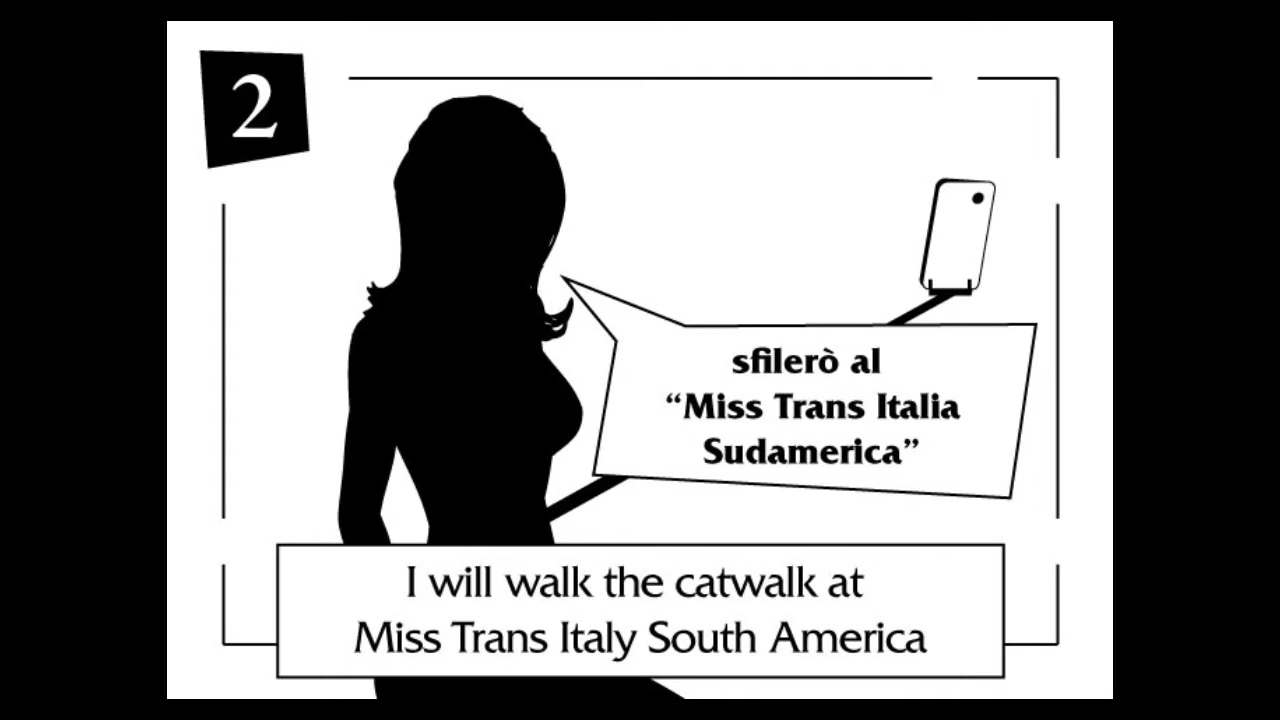 2
sfilerò al
“Miss Trans Italia
Sudamerica”
I will walk the catwalk at
Miss Trans Italy South America